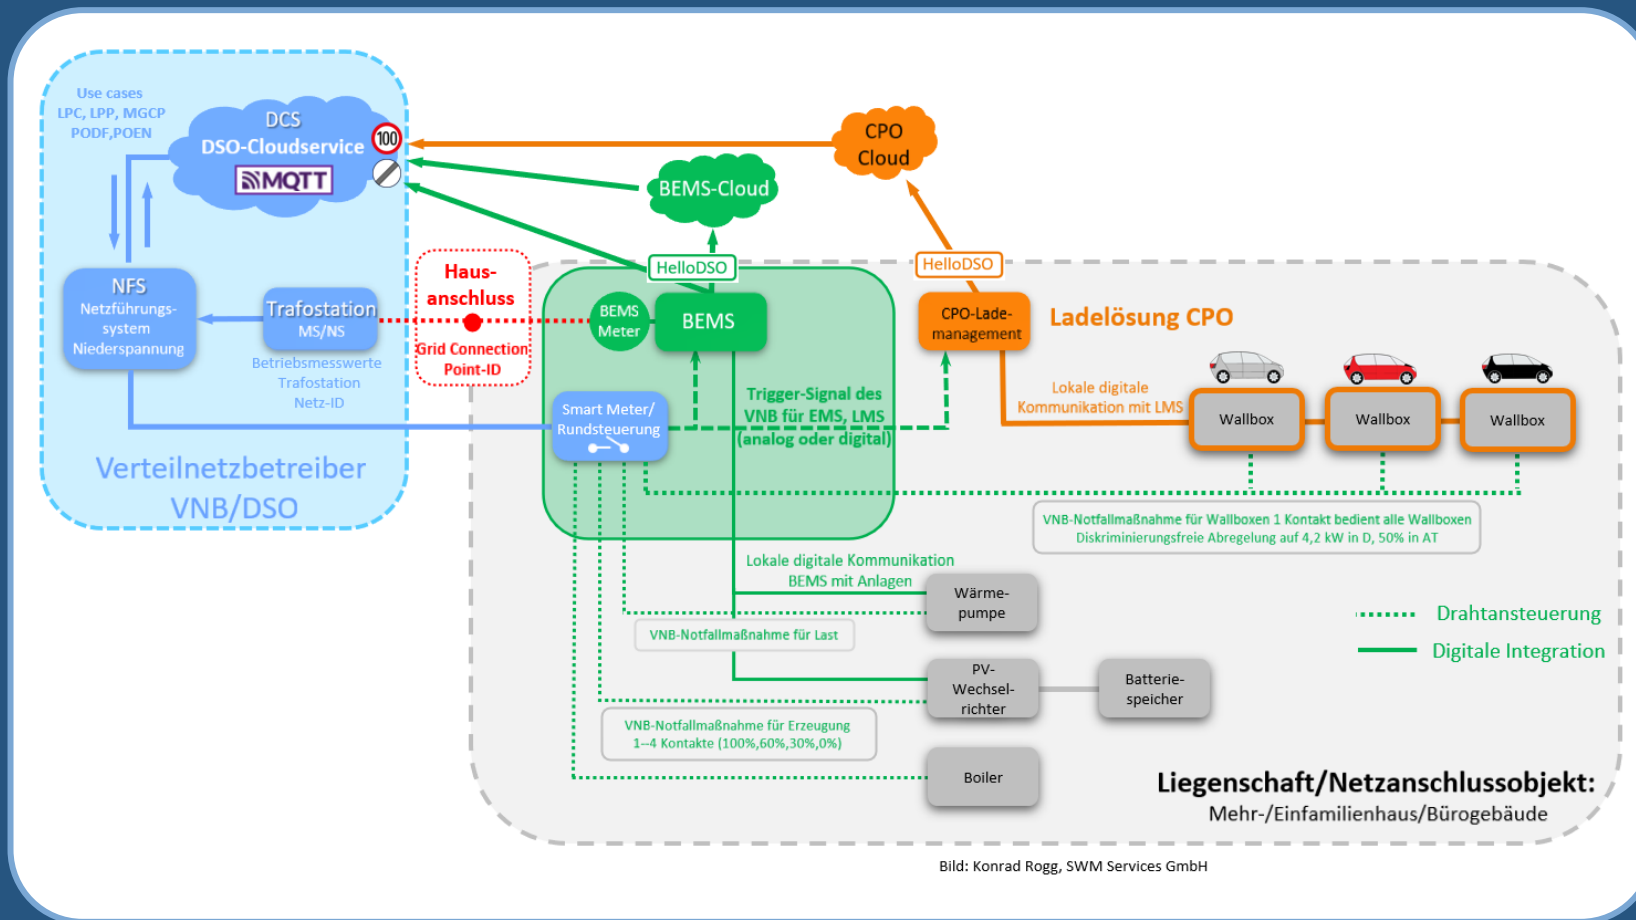 Use cases
LPC, LPP, MGCP
PODF,POEN
DCS
DSO-Cloudservice
MQTT
100
CPO
Cloud
BEMS-Cloud
HelloDSO
HelloDSO
NFS
Netzführungs-
system
Niederspannung
Trafostation
MS/NS
Betriebsmesswerte
Trafostation
Netz-ID
Haus-
anschluss
Grid Connection
Point-ID
BEMS
Meter
BEMS
CPO-Lade-
management
Ladelösung CPO
Smart Meter/
Rundsteuerung
Trigger-Signal des
VNB für EMS, LMS
(analog oder digital)
Lokale digitale
Kommunikation mit LMS
Wallbox
Wallbox
Wallbox
Verteilnetzbetreiber
VNB/DSO
VNB-Notfallmaßnahme für Wallboxen 1 Kontakt bedient alle Wallboxen
Diskriminierungsfreie Abregelung auf 4,2 kW in D, 50% in AT
Lokale digitale Kommunikation
BEMS mit Anlagen
Wärme-
pumpe
VNB-Notfallmaßnahme für Last
Drahtansteuerung
Digitale Integration
PV-
Wechsel-
richter
Batterie-
speicher
VNB-Notfallmaßnahme für Erzeugung
1--4 Kontakte (100%,60%,30%,0%)
Boiler
Liegenschaft/Netzanschlussobjekt:
Mehr-/Einfamilienhaus/Bürogebäude
Bild: Konrad Rogg, SWM Services GmbH